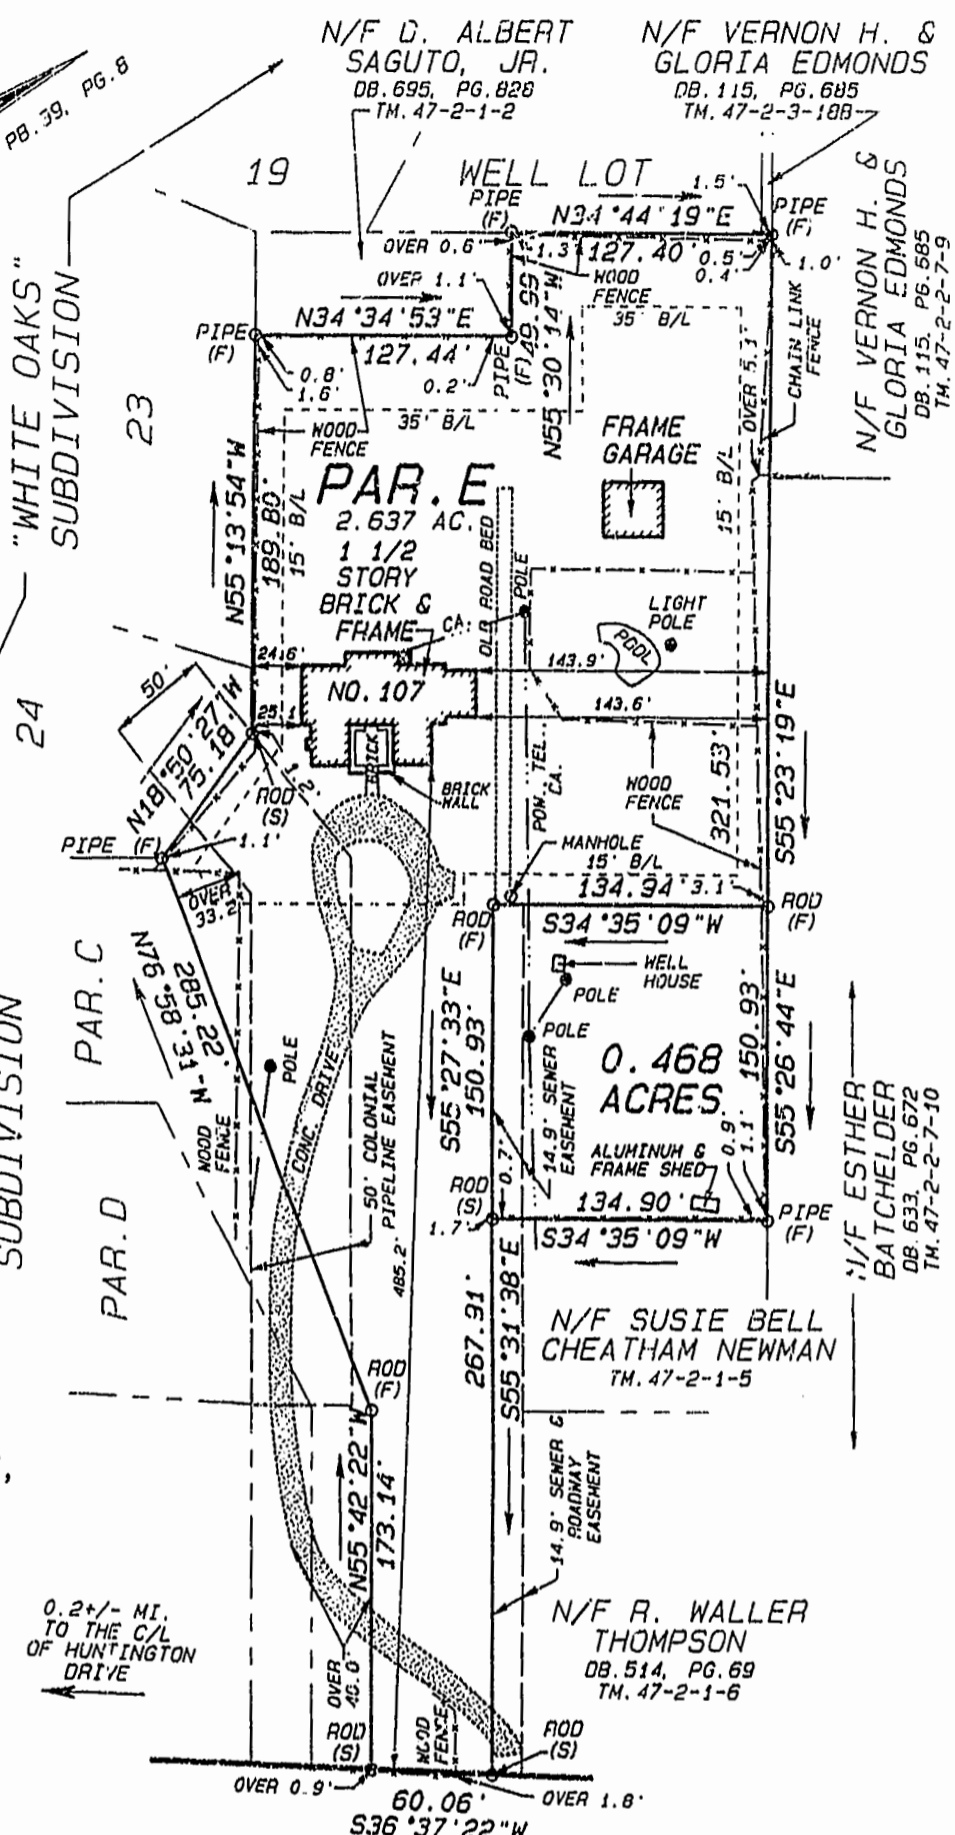 N/F G. ALBERT
SAGUTO, JR.
DB.695, PG.828
TM.47-2-1-2
N/F VERNON H. &
GLORIA EDMONDS
DB.115, PG.685
TM.47-2-3-18B
PB.39, PG.8
19
WELL LOT
1.5'
PIPE
(F)
N34°44'19"E
PIPE
(F)
OVER 0.6'
1.3'
127.40'
0.5'
0.4'
1.0'
N/F VERNON H. &
GLORIA EDMONDS
DB.115, PG.685
TM.47-2-2-7-9
"WHITE OAKS"
SUBDIVISION
OVER 1.1'
WOOD
FENCE
49.55'
N55°30'14"W
35' B/L
N34°34'53"E
PIPE
(F)
127.44'
PIPE
(F)
0.8'
1.6'
0.2'
OVER 5.1'
CHAIN LINK
FENCE
23
35' B/L
WOOD
FENCE
FRAME
GARAGE
N55°13'54"W
189.80'
15' B/L
15' B/L
PAR.E
2.637 AC.
1 1/2
STORY
BRICK &
FRAME
OLD ROAD BED
POLE
CA.
LIGHT
POLE
POOL
24
50'
24.6'
143.9'
NO.107
N18°50'27"W
75.18'
25.1'
143.6'
BRICK
BRICK
WALL
POW. TEL.
CA.
WOOD
FENCE
321.53'
S55°23'19"E
1.2'
ROD
(S)
PIPE (F)
1.1'
MANHOLE
15' B/L
134.94'
3.1'
OVER
33.2'
ROD
(F)
S34°35'09"W
ROD
(F)
WELL
HOUSE
POLE
POLE
PAR.C
285.22'
N76°58'34"W
SUBDIVISION
POLE
WOOD
FENCE
CONC. DRIVE
50' COLONIAL
PIPELINE EASEMENT
S55°27'33"E
150.93'
14.9' SEWER
EASEMENT
0.468
ACRES
150.93'
S55°26'44"E
N/F ESTHER
BATCHELDER
DB.633, PG.672
TM.47-2-2-7-10
ALUMINUM &
FRAME SHED
0.9'
1.1'
0.7'
PAR.D
485.2'
ROD
(S)
1.7'
134.90'
PIPE
(F)
S34°35'09"W
N/F SUSIE BELL
CHEATHAM NEWMAN
TM.47-2-1-5
267.91'
S55°31'38"E
ROD
(F)
N55°42'22"W
173.14'
14.9' SEWER &
ROADWAY
EASEMENT
0.2+/- MI.
TO THE C/L
OF HUNTINGTON
DRIVE
N/F R. WALLER
THOMPSON
DB.514, PG.69
TM.47-2-1-6
OVER
40.0'
ROD
(S)
WOOD
FENCE
ROD
(S)
OVER 0.9'
60.06'
OVER 1.8'
S36°37'22"W